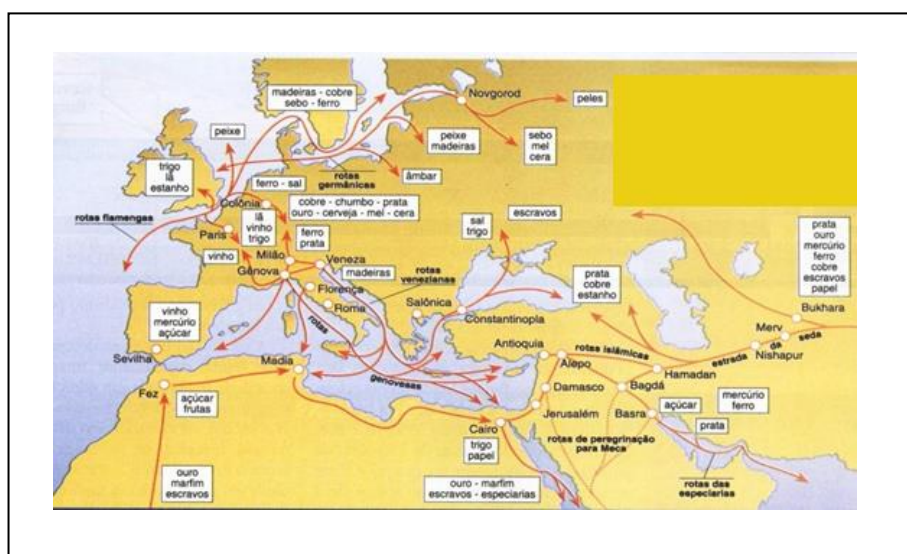 madeiras - cobre
sebo - ferro
Novgorod
peles
peixe
peixe
madeiras
sebo
mel
cera
trigo
lã
estanho
rotas
germânicas
âmbar
ferro - sal
Colônia
cobre - chumbo - prata
ouro - cerveja - mel - cera
rotas flamengas
lã
vinho
trigo
Paris
vinho
ferro
prata
sal
trigo
escravos
Milão
Veneza
Gênova
madeiras
rotas
venezianas
Florença
Roma
Salônica
Constantinopla
prata
cobre
estanho
prata
ouro
mercúrio
ferro
cobre
escravos
papel
Bukhara
Merv
Nishapur
estrada da seda
vinho
mercúrio
açúcar
Sevilha
rotas genovesas
Antioquia
Alepo
rotas islâmicas
Hamadan
Madia
Fez
açúcar
frutas
Damasco
Bagdá
Jerusalém
Basra
açúcar
mercúrio
ferro
prata
Cairo
trigo
papel
rotas de peregrinação
para Meca
rotas das
especiarias
ouro
marfim
escravos
ouro - marfim
escravos - especiarias